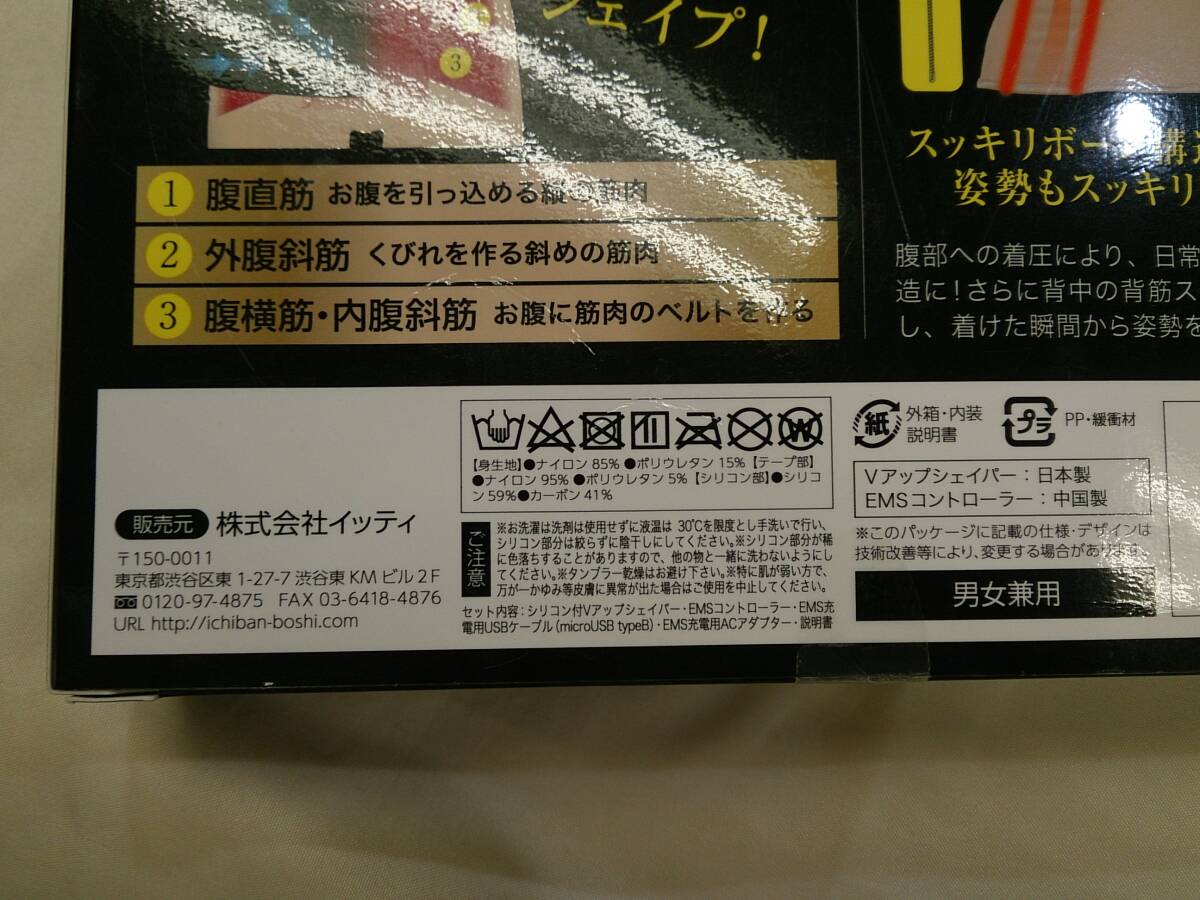 シェイプ!
3
1 腹直筋 お腹を引っ込める縦の筋肉
2 外腹斜筋 くびれを作る斜めの筋肉
3 腹横筋・内腹斜筋 お腹に筋肉のベルトを作る
スッキリボーン構造
姿勢もスッキリ
腹部への着圧により、日常
造に!さらに背中の背筋ス
し、着けた瞬間から姿勢を
販売元 株式会社イッティ
〒150-0011
東京都渋谷区東 1-27-7 渋谷東 KM ビル 2F
0120-97-4875 FAX 03-6418-4876
URL http://ichiban-boshi.com
W
【身生地】●ナイロン 85% ●ポリウレタン 15%【テープ部】
●ナイロン 95% ●ポリウレタン 5%【シリコン部】●シリコ
ン 59%●カーボン 41%
ご注意
※お洗濯は洗剤は使用せずに液温は 30℃を限度とし手洗いで行い、
シリコン部分は絞らずに陰干しにしてください。※シリコン部分が稀
に色落ちすることがありますので、他の物と一緒に洗わないようにし
てください。※タンブラー乾燥はお避け下さい。※特に肌が弱い方で、
万が一かゆみ等皮膚に異常が出た場合はご使用を中止してください。
セット内容:シリコン付Vアップシェイパー・EMSコントローラー・EMS充
電用USBケーブル(microUSB typeB)・EMS充電用ACアダプター・説明書
紙 外箱・内装
説明書
プラ PP・緩衝材
Vアップシェイパー:日本製
EMSコントローラー:中国製
※このパッケージに記載の仕様・デザインは
技術改善等により、変更する場合があります。
男女兼用